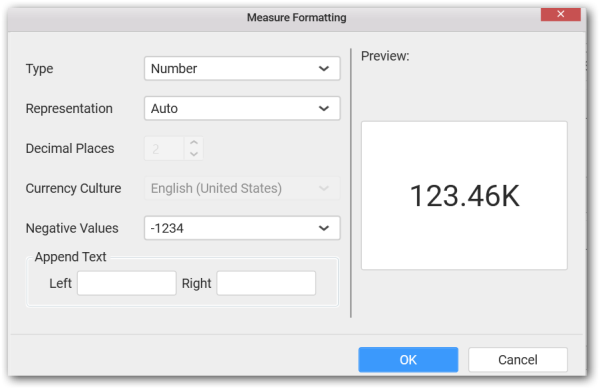 Measure Formatting
Preview:
Type Number
Representation Auto
Decimal Places 2
Currency Culture English (United States)
Negative Values -1234
Append Text
Left Right
123.46K
OK Cancel